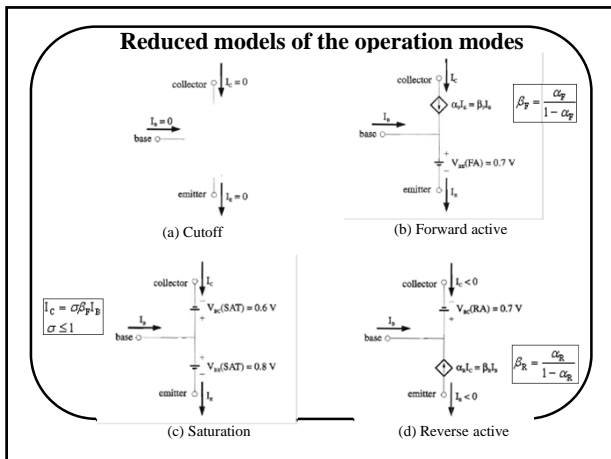 Reduced models of the operation modes
I_C = 0
collector
I_B = 0
base
emitter
I_E = 0
(a) Cutoff
I_C
collector
α_F I_E = β_F I_B
I_B
base
+
V_BE(FA) = 0.7 V
−
emitter
I_E
(b) Forward active
β_F = α_F / (1 − α_F)
I_C
collector
−
V_BC(SAT) = 0.6 V
+
I_B
base
+
V_BE(SAT) = 0.8 V
−
emitter
I_E
(c) Saturation
I_C = σβ_F I_B
σ ≤ 1
I_C < 0
collector
−
V_BC(RA) = 0.7 V
+
I_B
base
α_R I_C = β_R I_B
emitter
I_E < 0
(d) Reverse active
β_R = α_R / (1 − α_R)